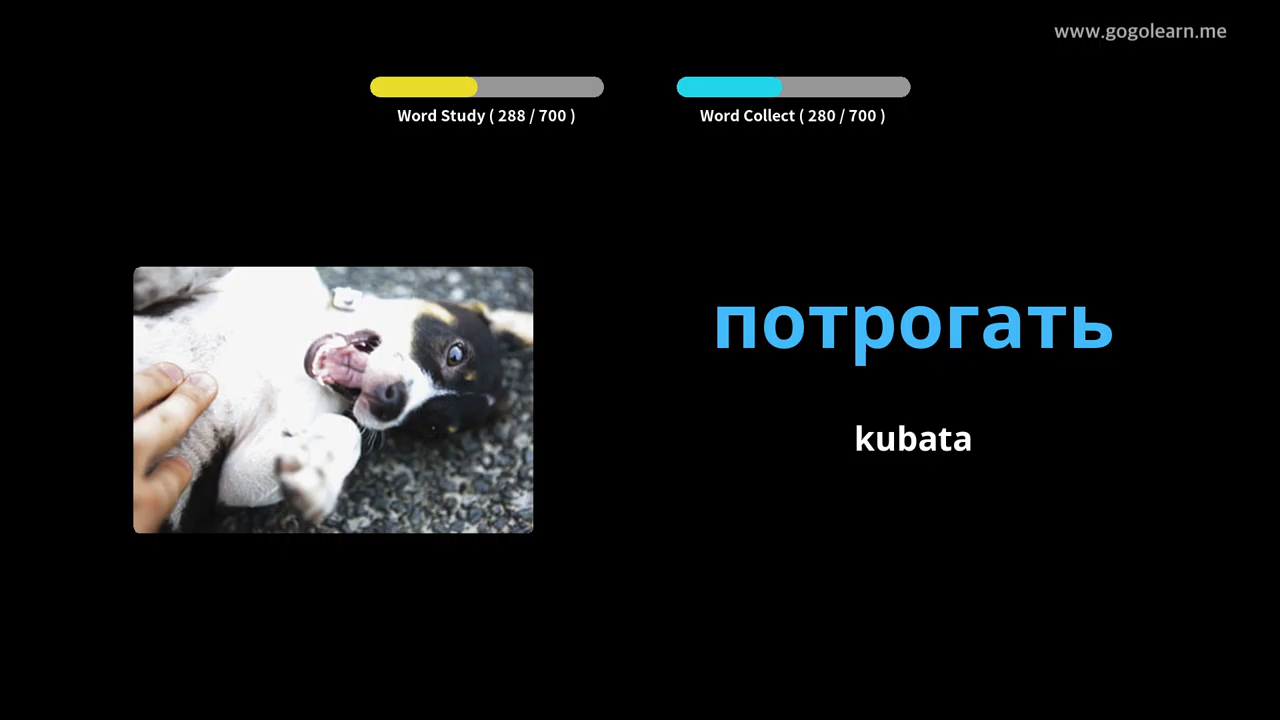 www.gogolearn.me
Word Study ( 288 / 700 )
Word Collect ( 280 / 700 )
потрогать
kubata